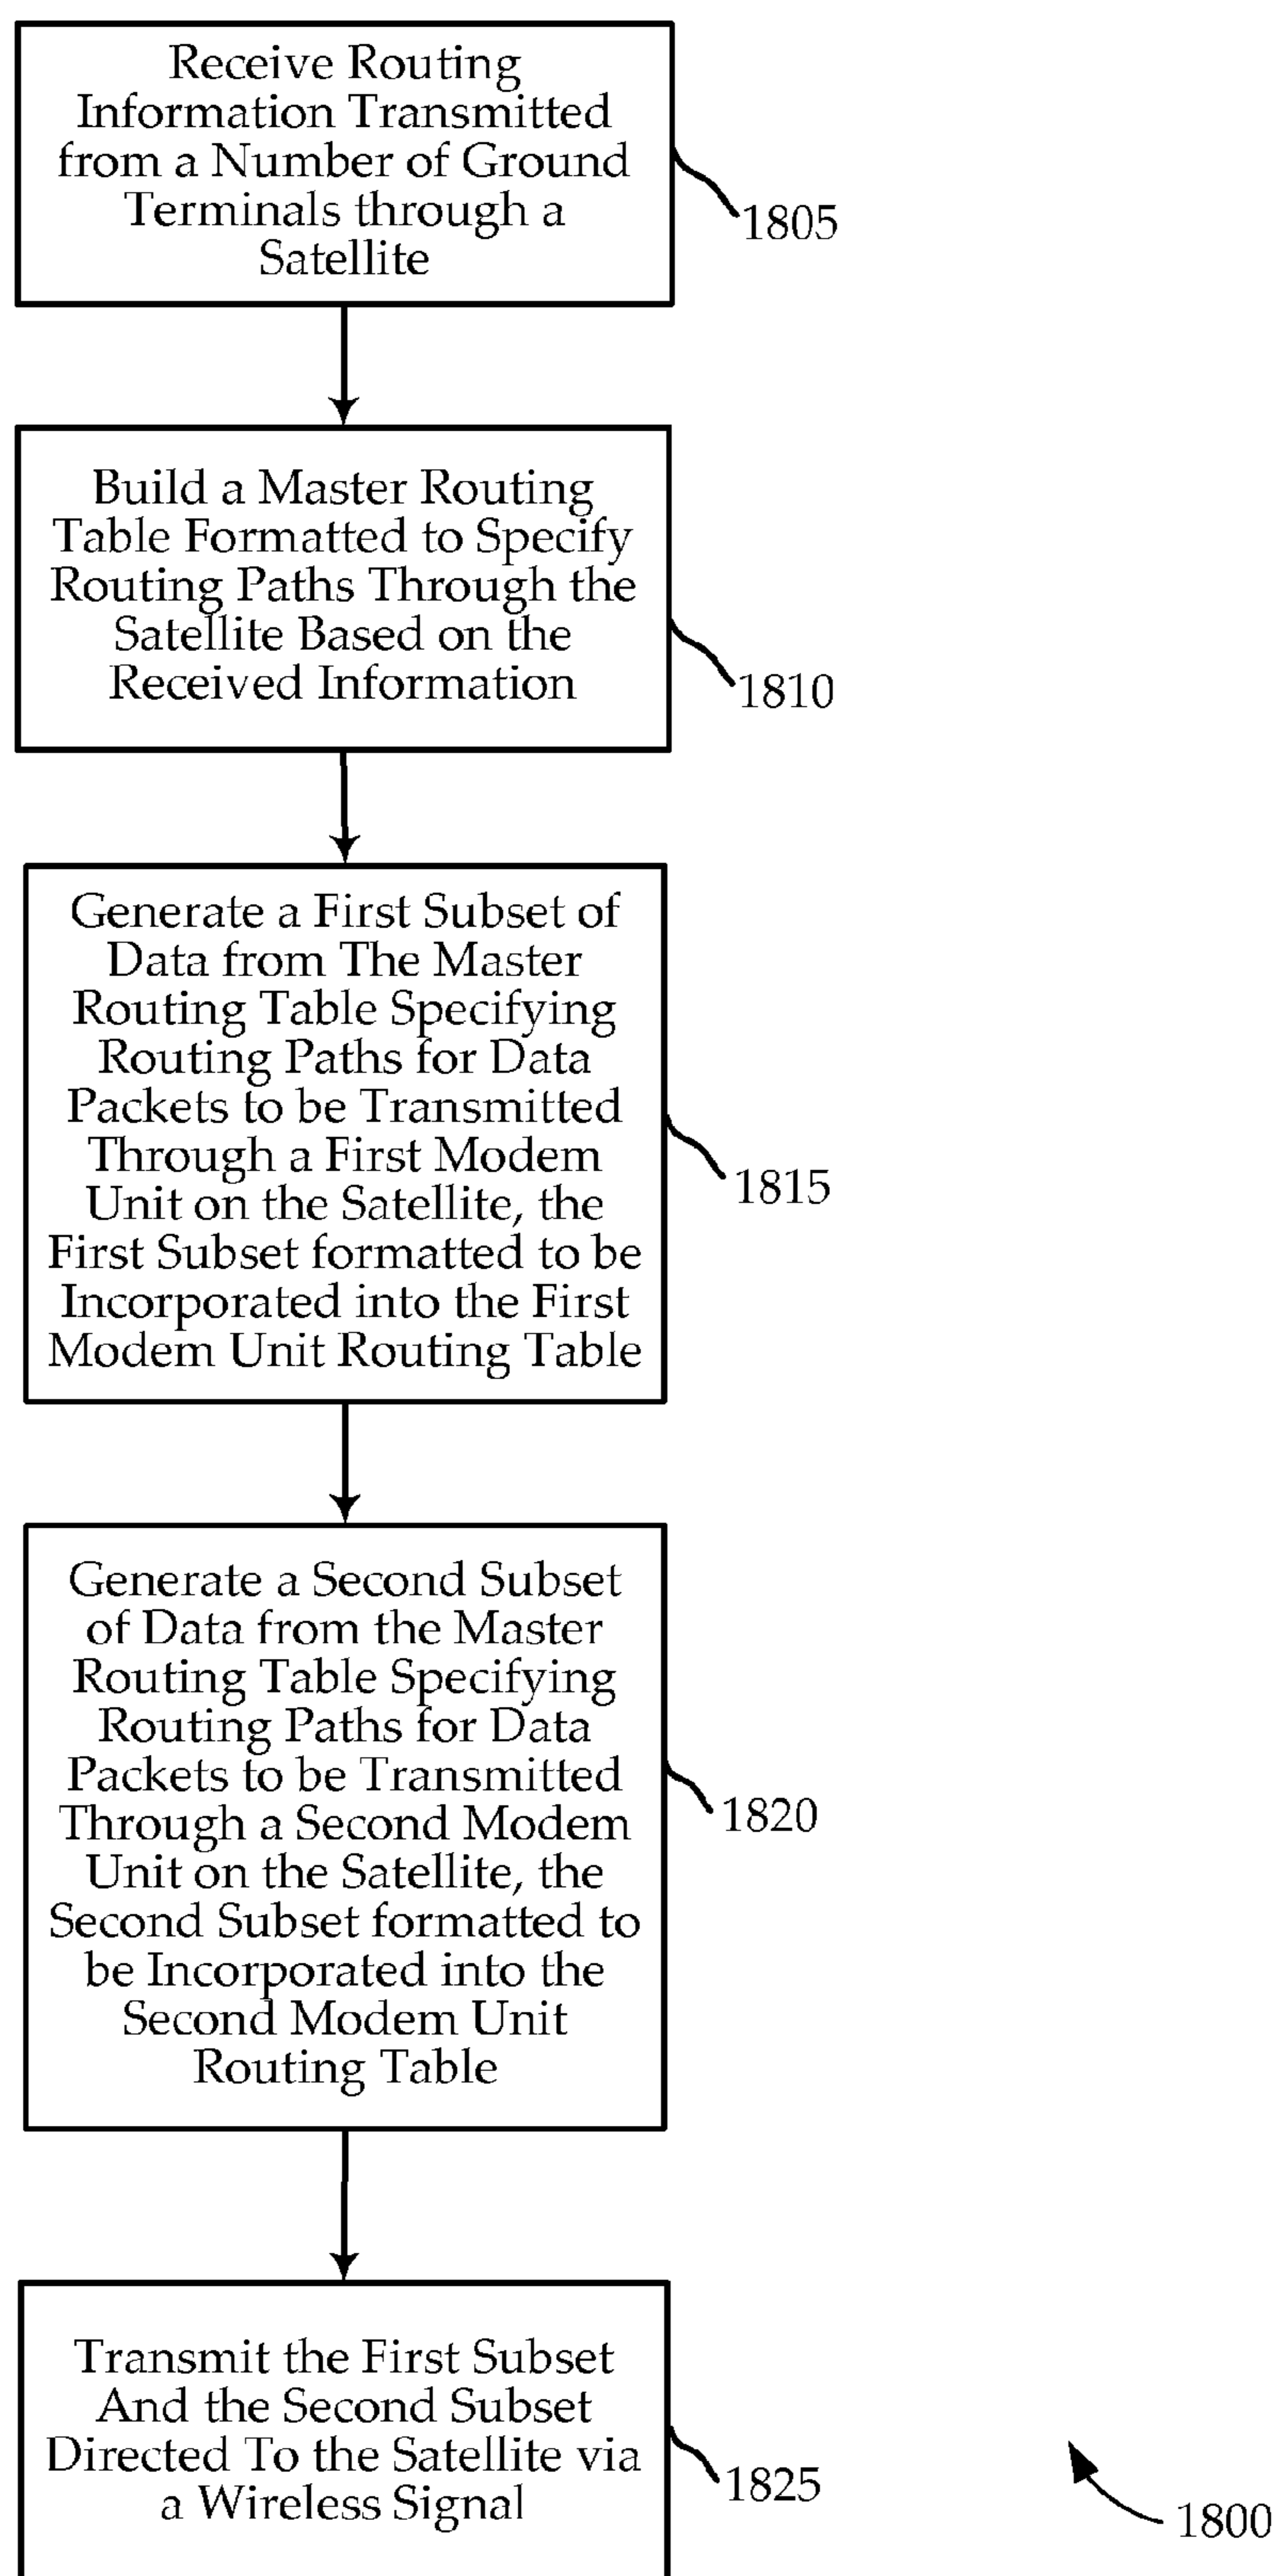 Receive Routing
Information Transmitted
from a Number of Ground
Terminals through a
Satellite
1805
Build a Master Routing
Table Formatted to Specify
Routing Paths Through the
Satellite Based on the
Received Information
1810
Generate a First Subset of
Data from The Master
Routing Table Specifying
Routing Paths for Data
Packets to be Transmitted
Through a First Modem
Unit on the Satellite, the
First Subset formatted to be
Incorporated into the First
Modem Unit Routing Table
1815
Generate a Second Subset
of Data from the Master
Routing Table Specifying
Routing Paths for Data
Packets to be Transmitted
Through a Second Modem
Unit on the Satellite, the
Second Subset formatted to
be Incorporated into the
Second Modem Unit
Routing Table
1820
Transmit the First Subset
And the Second Subset
Directed To the Satellite via
a Wireless Signal
1825
1800